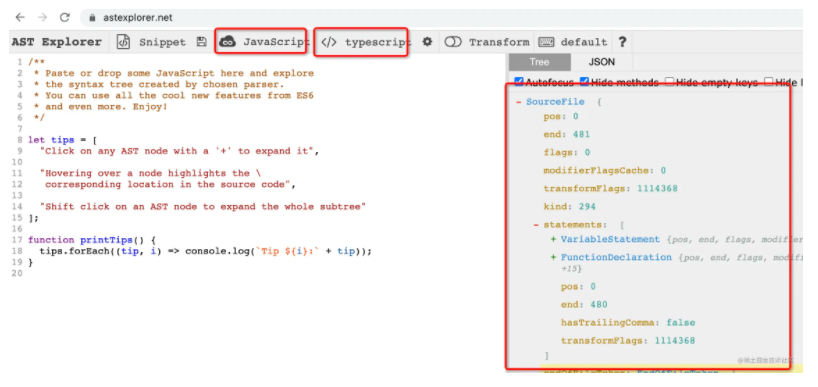 astexplorer.net
AST Explorer Snippet JavaScript </> typescript Transform default ?
Tree JSON
Autofocus Hide methods Hide empty keys Hide
1 /**
2 * Paste or drop some JavaScript here and explore
3 * the syntax tree created by chosen parser.
4 * You can use all the cool new features from ES6
5 * and even more. Enjoy!
6 */
7
8 let tips = [
9 "Click on any AST node with a '+' to expand it",
10
11 "Hovering over a node highlights the \
12 corresponding location in the source code",
13
14 "Shift click on an AST node to expand the whole subtree"
15 ];
16
17 function printTips() {
18 tips.forEach((tip, i) => console.log(`Tip ${i}:` + tip));
19 }
20
- SourceFile {
pos: 0
end: 481
flags: 0
modifierFlagsCache: 0
transformFlags: 1114368
kind: 294
- statements: [
+ VariableStatement {pos, end, flags, modifier
+ FunctionDeclaration {pos, end, flags, modifi
+15}
pos: 0
end: 480
hasTrailingComma: false
transformFlags: 1114368
]
@稀土掘金技术社区